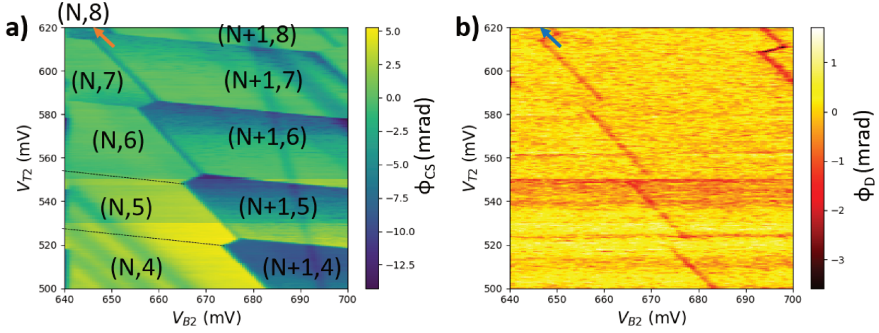 a)
(N,8)
(N+1,8)
(N,7)
(N+1,7)
(N,6)
(N+1,6)
(N,5)
(N+1,5)
(N,4)
(N+1,4)
620
600
580
560
540
520
500
V_T2 (mV)
640 650 660 670 680 690 700
V_B2 (mV)
5.0
2.5
0.0
−2.5
−5.0
−7.5
−10.0
−12.5
ϕ_CS (mrad)
b)
620
600
580
560
540
520
500
V_T2 (mV)
640 650 660 670 680 690 700
V_B2 (mV)
1
0
−1
−2
−3
ϕ_D (mrad)